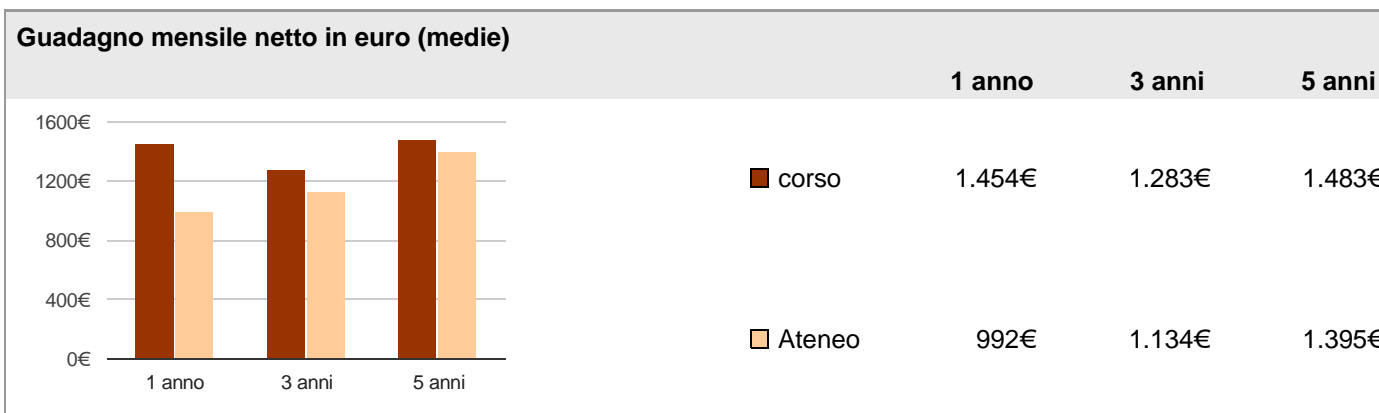 Guadagno mensile netto in euro (medie)
1 anno 3 anni 5 anni
1600€
1200€
800€
400€
0€
1 anno 3 anni 5 anni
corso 1.454€ 1.283€ 1.483€
Ateneo 992€ 1.134€ 1.395€